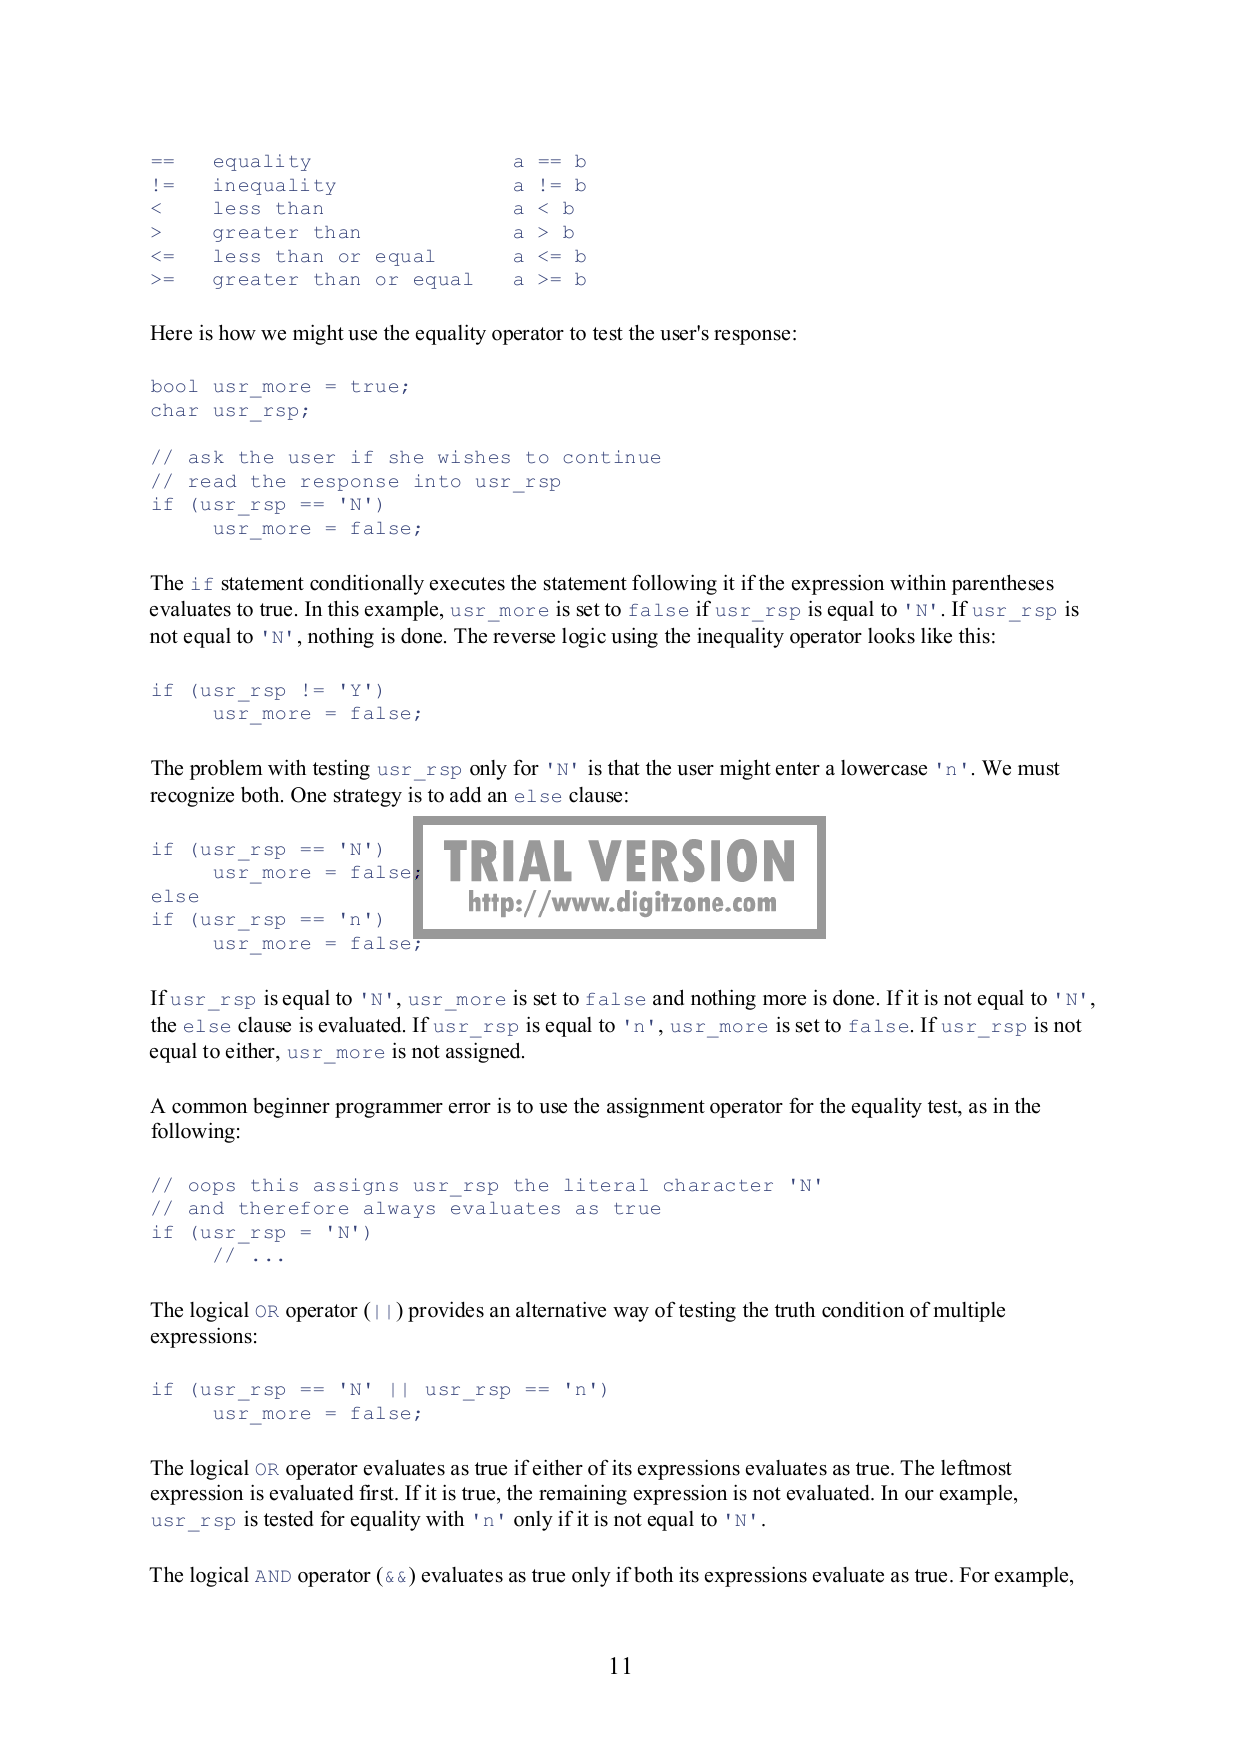 ==   equality                a == b
!=   inequality              a != b
<    less than               a < b
>    greater than            a > b
<=   less than or equal      a <= b
>=   greater than or equal   a >= b
Here is how we might use the equality operator to test the user's response:
bool usr_more = true;
char usr_rsp;
// ask the user if she wishes to continue
// read the response into usr_rsp
if (usr_rsp == 'N')
     usr_more = false;
The if statement conditionally executes the statement following it if the expression within parentheses
evaluates to true. In this example, usr_more is set to false if usr_rsp is equal to 'N'. If usr_rsp is
not equal to 'N', nothing is done. The reverse logic using the inequality operator looks like this:
if (usr_rsp != 'Y')
     usr_more = false;
The problem with testing usr_rsp only for 'N' is that the user might enter a lowercase 'n'. We must
recognize both. One strategy is to add an else clause:
if (usr_rsp == 'N')
     usr_more = false;
else
if (usr_rsp == 'n')
     usr_more = false;
TRIAL VERSION
http://www.digitzone.com
If usr_rsp is equal to 'N', usr_more is set to false and nothing more is done. If it is not equal to 'N',
the else clause is evaluated. If usr_rsp is equal to 'n', usr_more is set to false. If usr_rsp is not
equal to either, usr_more is not assigned.
A common beginner programmer error is to use the assignment operator for the equality test, as in the
following:
// oops this assigns usr_rsp the literal character 'N'
// and therefore always evaluates as true
if (usr_rsp = 'N')
     // ...
The logical OR operator (||) provides an alternative way of testing the truth condition of multiple
expressions:
if (usr_rsp == 'N' || usr_rsp == 'n')
     usr_more = false;
The logical OR operator evaluates as true if either of its expressions evaluates as true. The leftmost
expression is evaluated first. If it is true, the remaining expression is not evaluated. In our example,
usr_rsp is tested for equality with 'n' only if it is not equal to 'N'.
The logical AND operator (&&) evaluates as true only if both its expressions evaluate as true. For example,
11